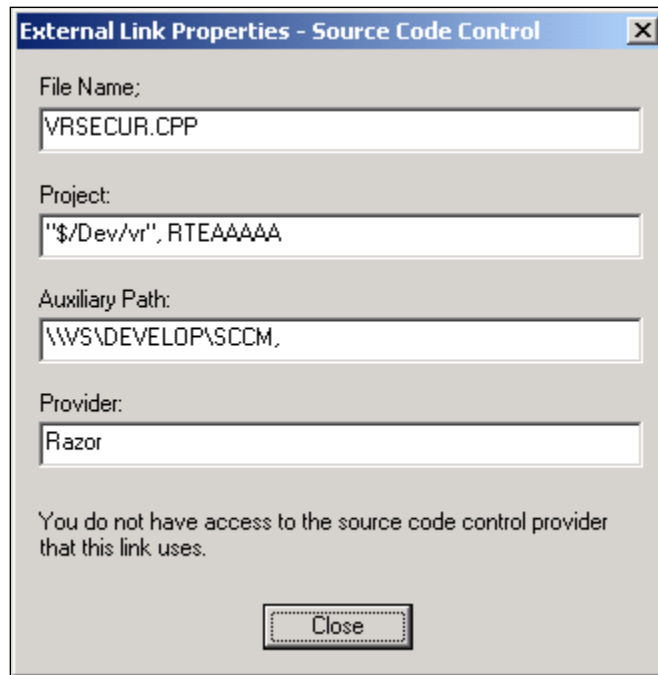 External Link Properties - Source Code Control
File Name;
VRSECUR.CPP
Project:
"$/Dev/vr", RTEAAAAA
Auxiliary Path:
\\VS\DEVELOP\SCCM,
Provider:
Razor
You do not have access to the source code control provider
that this link uses.
Close